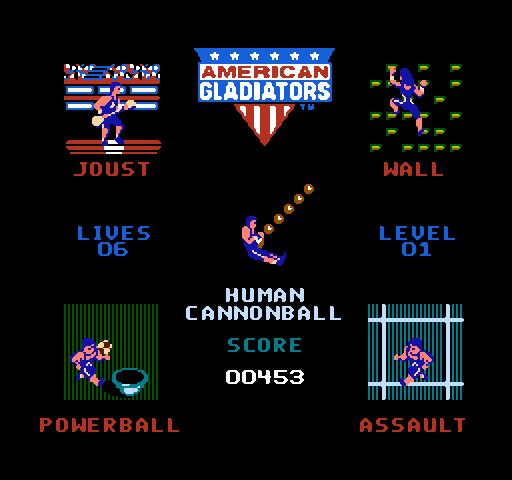 AMERICAN
GLADIATORS
TM
JOUST
WALL
LIVES
06
LEVEL
01
HUMAN
CANNONBALL
SCORE
00453
POWERBALL
ASSAULT